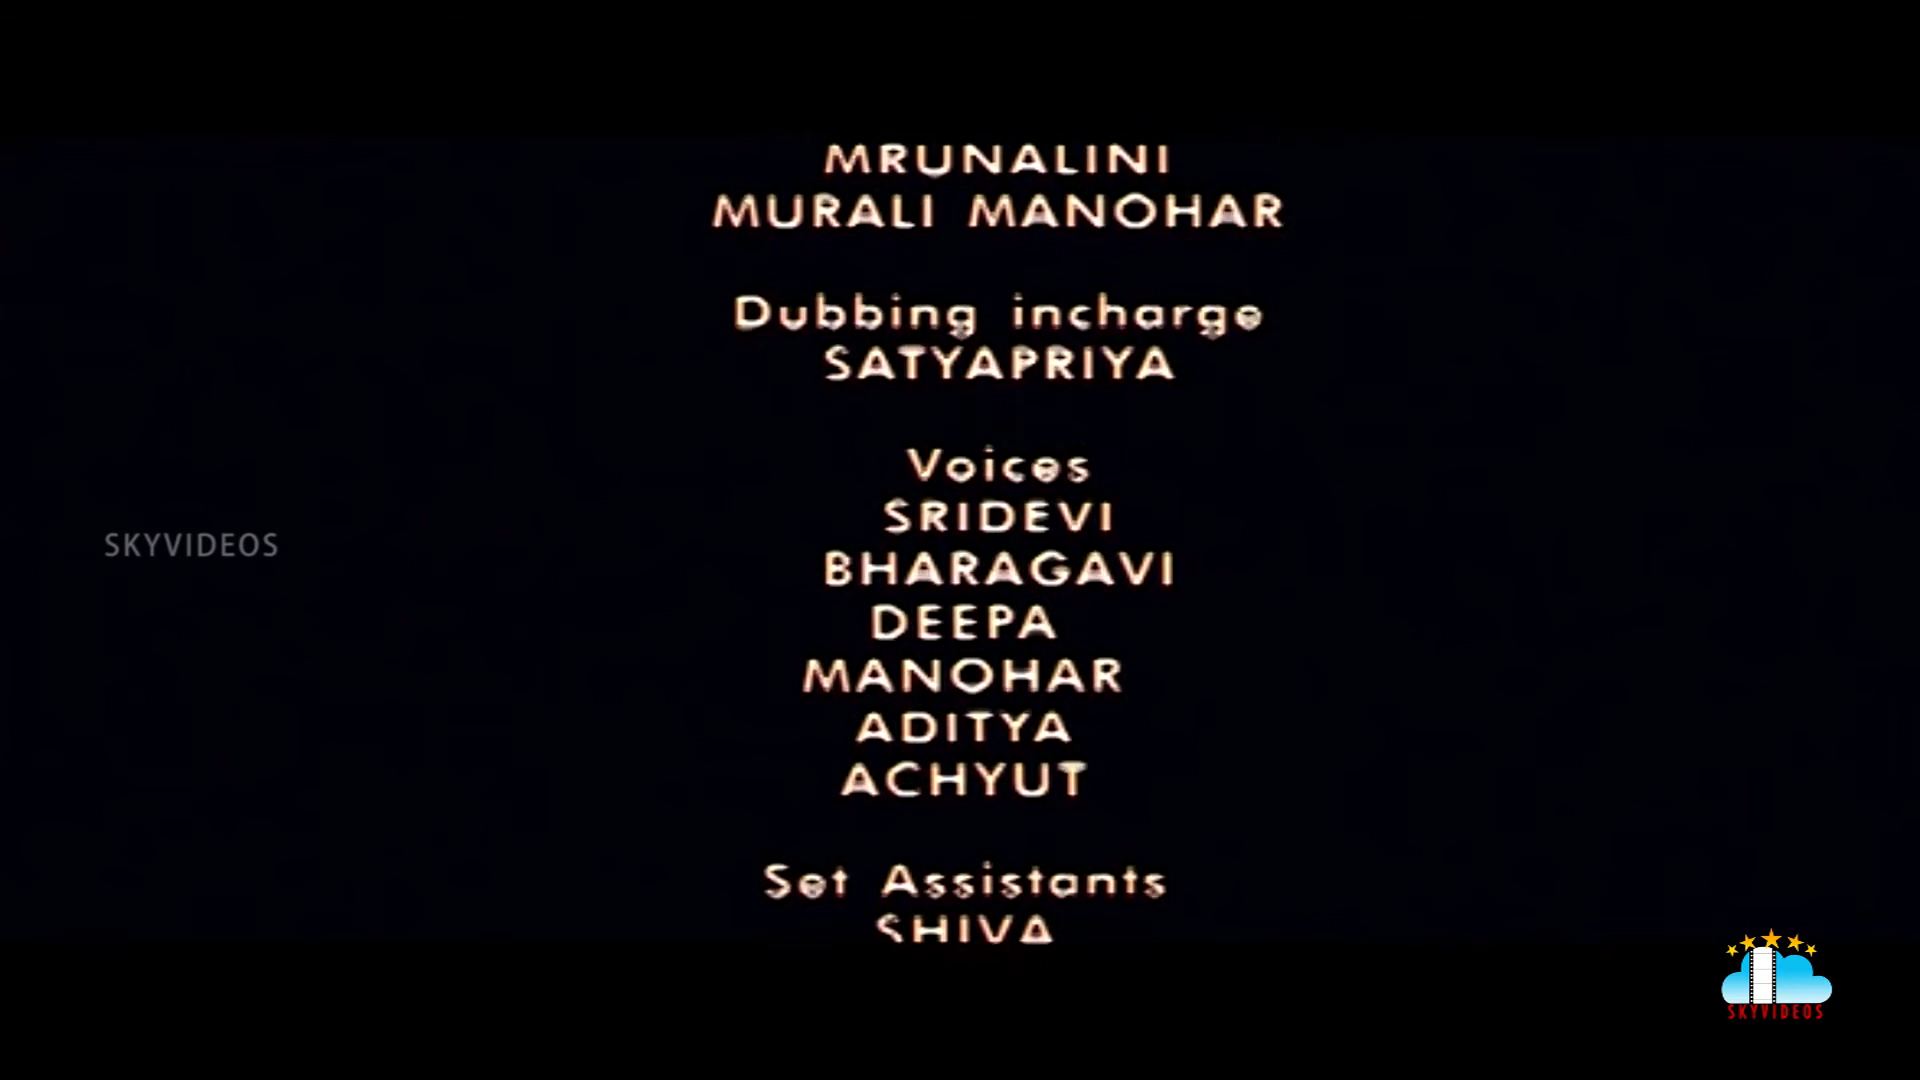 MRUNALINI
MURALI MANOHAR
Dubbing incharge
SATYAPRIYA
Voices
SRIDEVI
SKYVIDEOS
BHARAGAVI
DEEPA
MANOHAR
ADITYA
ACHYUT
Set Assistants
SHIVA
SKYVIDEOS